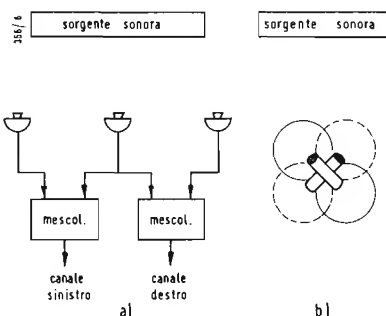 356/6
sorgente sonora
sorgente sonora
mescol.
mescol.
canale
sinistro
canale
destro
a)
b)